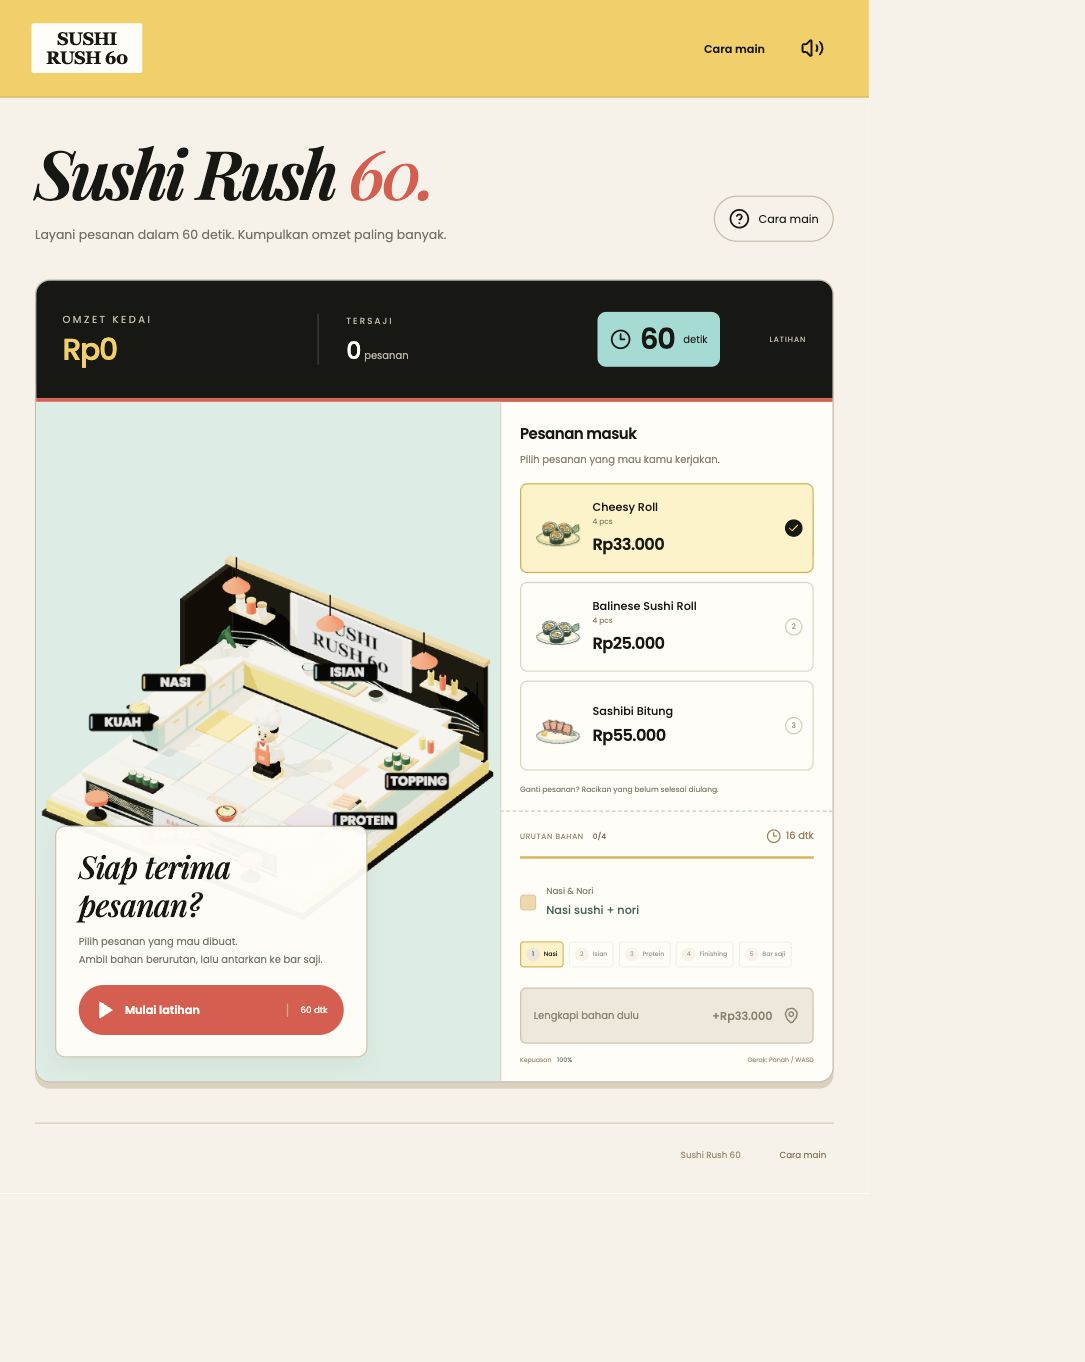 SUSHI
RUSH 60
Cara main
Sushi Rush 60.
Layani pesanan dalam 60 detik. Kumpulkan omzet paling banyak.
Cara main
OMZET KEDAI
Rp0
TERSAJI
0 pesanan
60 detik
LATIHAN
SUSHI
RUSH 60
NASI
ISIAN
KUAH
TOPPING
PROTEIN
Siap terima
pesanan?
Pilih pesanan yang mau dibuat.
Ambil bahan berurutan, lalu antarkan ke bar saji.
Mulai latihan
60 dtk
Pesanan masuk
Pilih pesanan yang mau kamu kerjakan.
Cheesy Roll
4 pcs
Rp33.000
Balinese Sushi Roll
4 pcs
Rp25.000
2
Sashibi Bitung
Rp55.000
3
Ganti pesanan? Racikan yang belum selesai diulang.
URUTAN BAHAN 0/4
16 dtk
Nasi & Nori
Nasi sushi + nori
1 Nasi
2 Isian
3 Protein
4 Finishing
5 Bar saji
Lengkapi bahan dulu
+Rp33.000
Kepuasan 100%
Gerak: Panah / WASD
Sushi Rush 60
Cara main